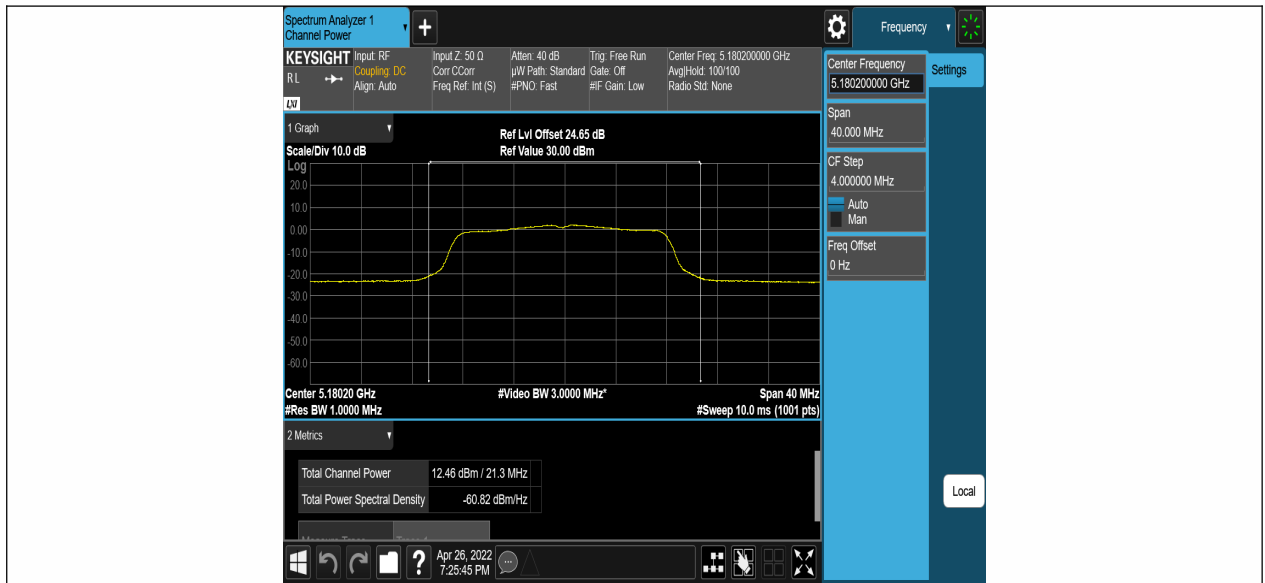 Spectrum Analyzer 1
Channel Power
+
Frequency
KEYSIGHT
RL
LXI
Input: RF
Coupling: DC
Align: Auto
Input Z: 50 Ω
Corr CCorr
Freq Ref: Int (S)
Atten: 40 dB
µW Path: Standard
#PNO: Fast
Trig: Free Run
Gate: Off
#IF Gain: Low
Center Freq: 5.180200000 GHz
Avg|Hold: 100/100
Radio Std: None
Center Frequency
5.180200000 GHz
Settings
Span
40.000 MHz
CF Step
4.000000 MHz
Auto
Man
Freq Offset
0 Hz
Local
1 Graph
Scale/Div 10.0 dB
Ref Lvl Offset 24.65 dB
Ref Value 30.00 dBm
Log
20.0
10.0
0.00
-10.0
-20.0
-30.0
-40.0
-50.0
-60.0
Center 5.18020 GHz
#Video BW 3.0000 MHz*
Span 40 MHz
#Res BW 1.0000 MHz
#Sweep 10.0 ms (1001 pts)
2 Metrics
Total Channel Power 12.46 dBm / 21.3 MHz
Total Power Spectral Density -60.82 dBm/Hz
?
Apr 26, 2022
7:25:45 PM